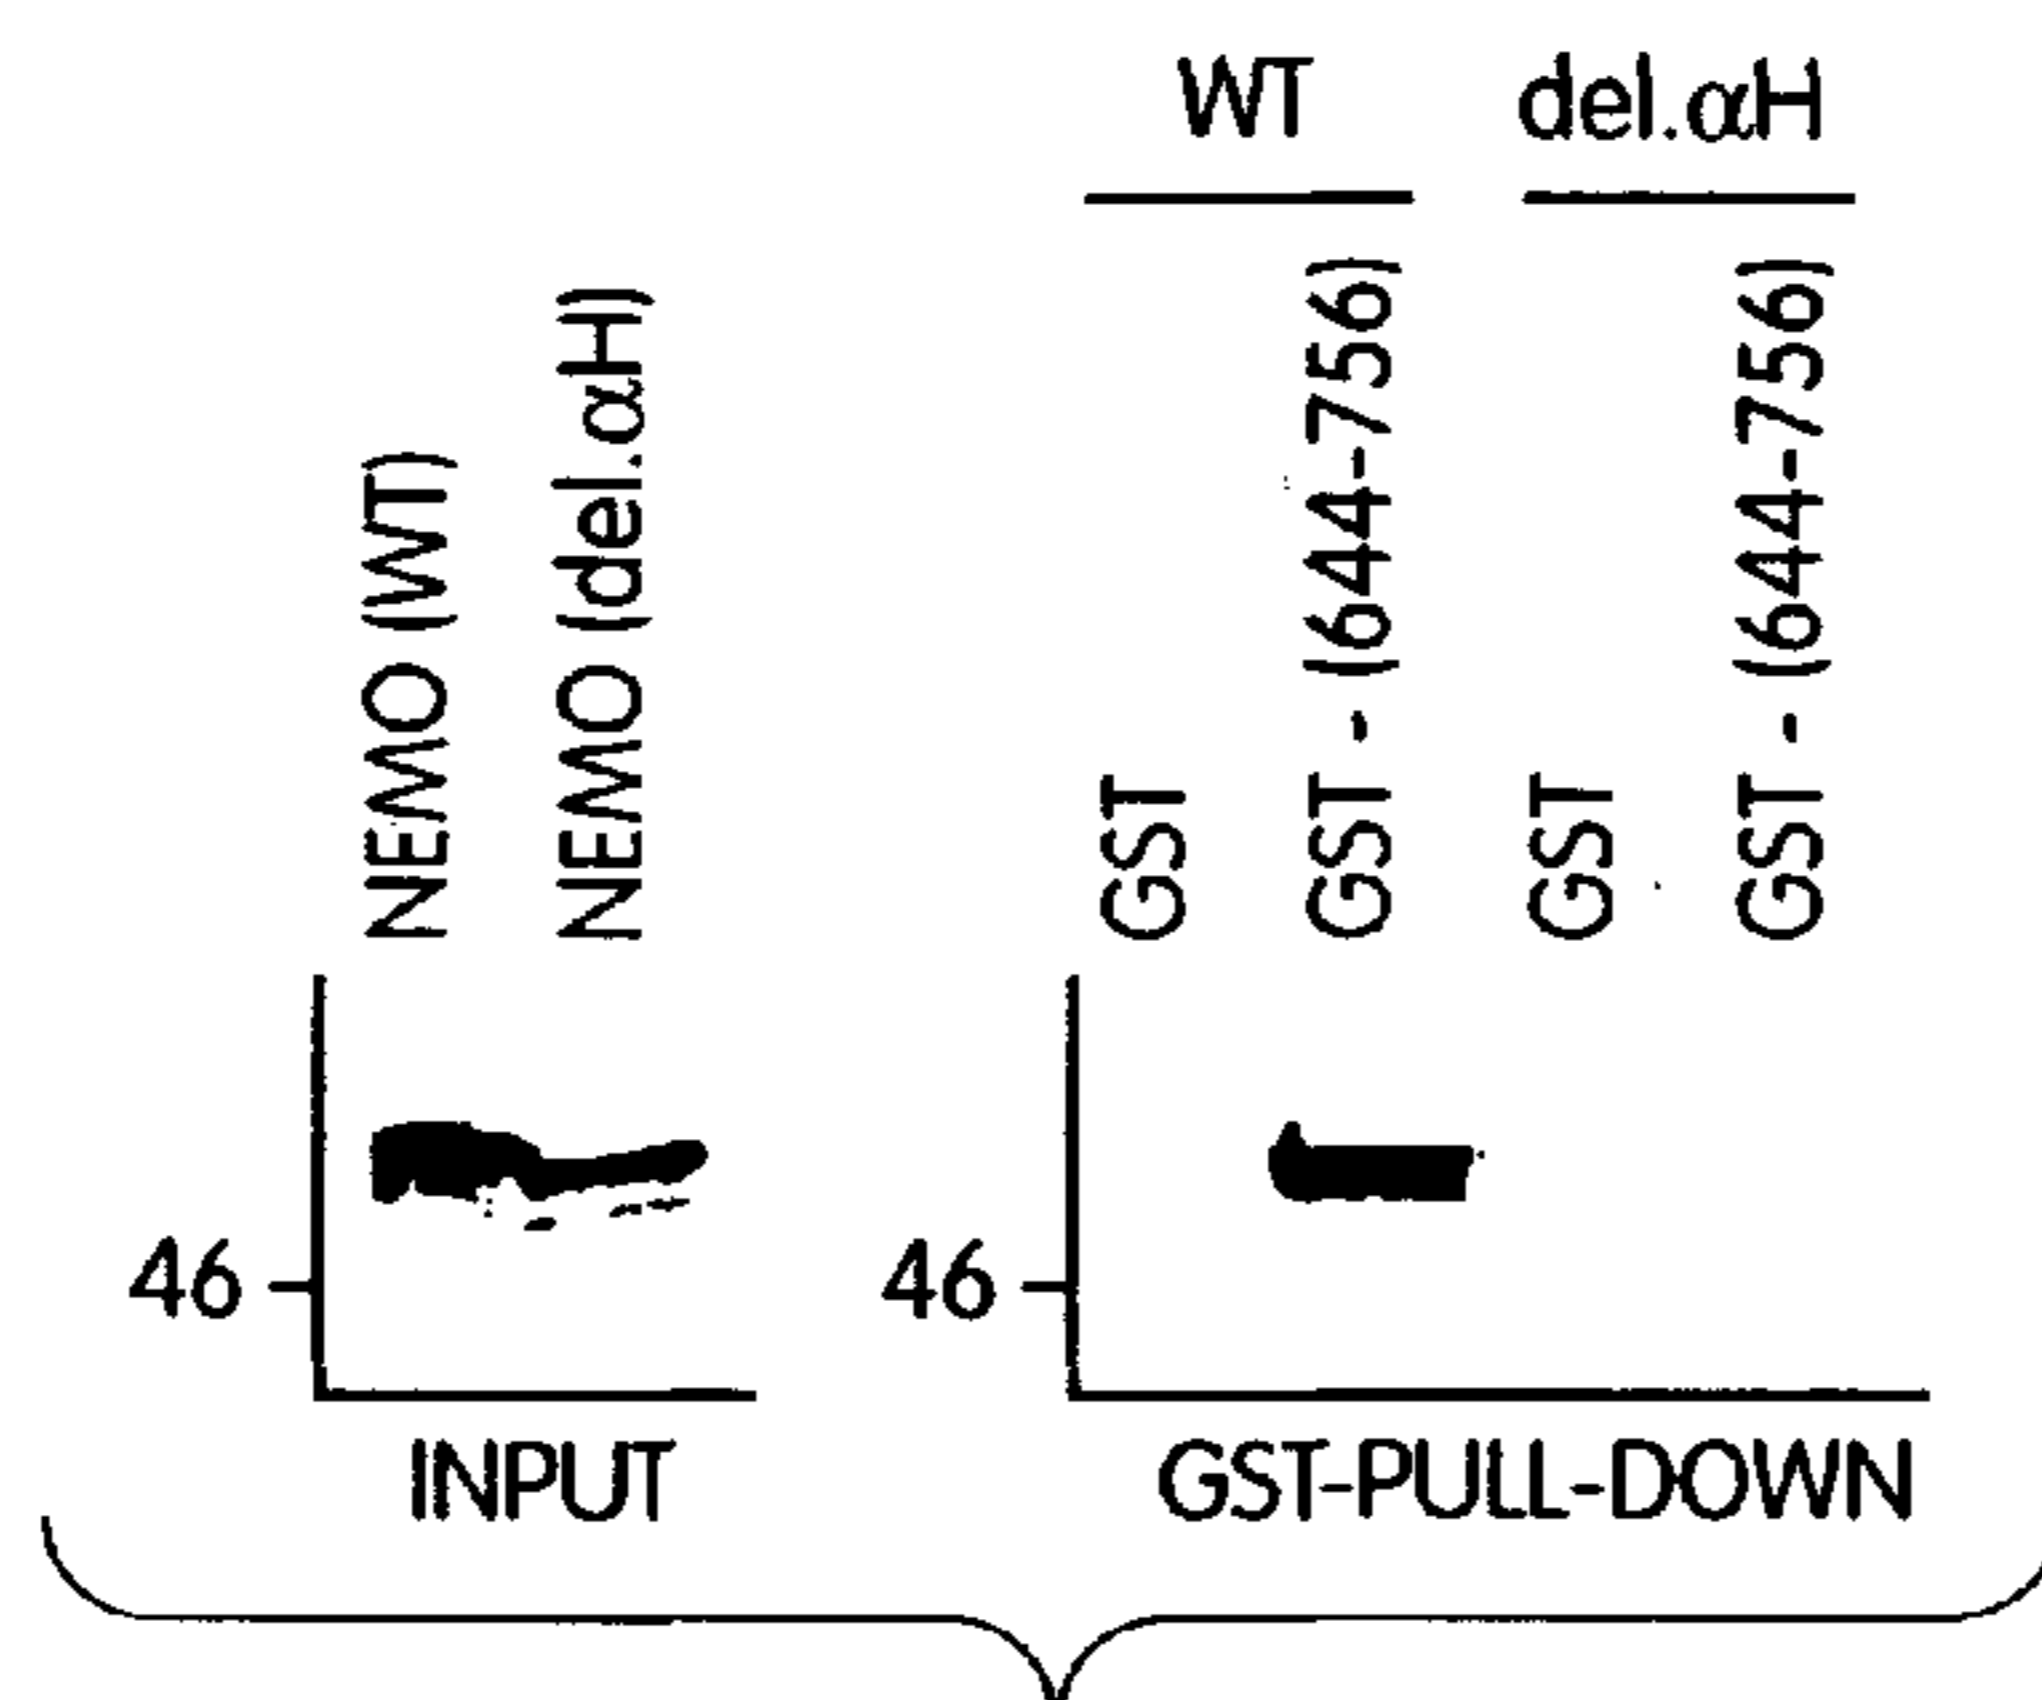 WT del.αH
NEMO (WT)
NEMO (del.αH)
GST
GST - (644-756)
GST
GST - (644-756)
46
46
INPUT
GST-PULL-DOWN